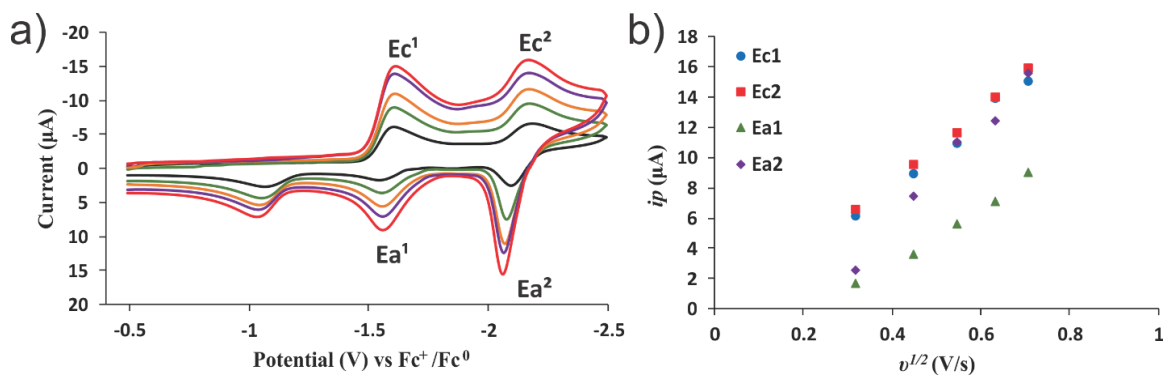 a)
Ec¹
Ec²
Ea¹
Ea²
-20
-15
-10
-5
0
5
10
15
20
Current (µA)
-0.5
-1
-1.5
-2
-2.5
Potential (V) vs Fc⁺ /Fc⁰
b)
Ec1
Ec2
Ea1
Ea2
18
16
14
12
10
8
6
4
2
0
ip (µA)
0
0.2
0.4
0.6
0.8
1
υ^1/2 (V/s)